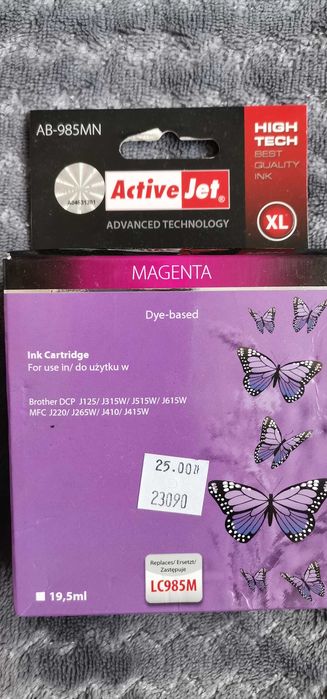 AB-985MN
HIGH
TECH
BEST
QUALITY
INK
ActiveJet®
ADVANCED TECHNOLOGY
XL
MAGENTA
Dye-based
Ink Cartridge
For use in/ do użytku w
Brother DCP J125/ J315W/ J515W/ J615W
MFC J220/ J265W/ J410/ J415W
25.00zł
23090
Replaces/ Ersetzt/
Zastępuje
LC985M
19,5ml